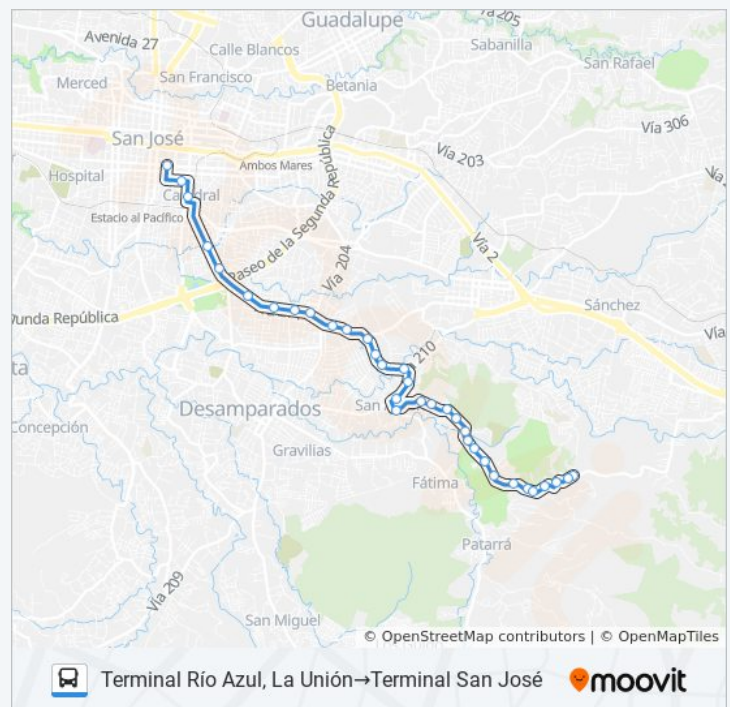 Guadalupe
Vía 205
Avenida 27
Calle Blancos
Sabanilla
San Rafael
San Francisco
Merced
Betania
Vía 306
San José
Vía 203
Ambos Mares
Hospital
Catedral
Estacio al Pacífico
Paseo de la Segunda República
Vía 204
Vía 2
Sánchez
unda República
Vía
210
ta
San
Desamparados
Concepción
Gravilias
Fátima
Patarrá
Vía 209
San Miguel
© OpenStreetMap contributors | © OpenMapTiles
Terminal Río Azul, La Unión→Terminal San José
moovit